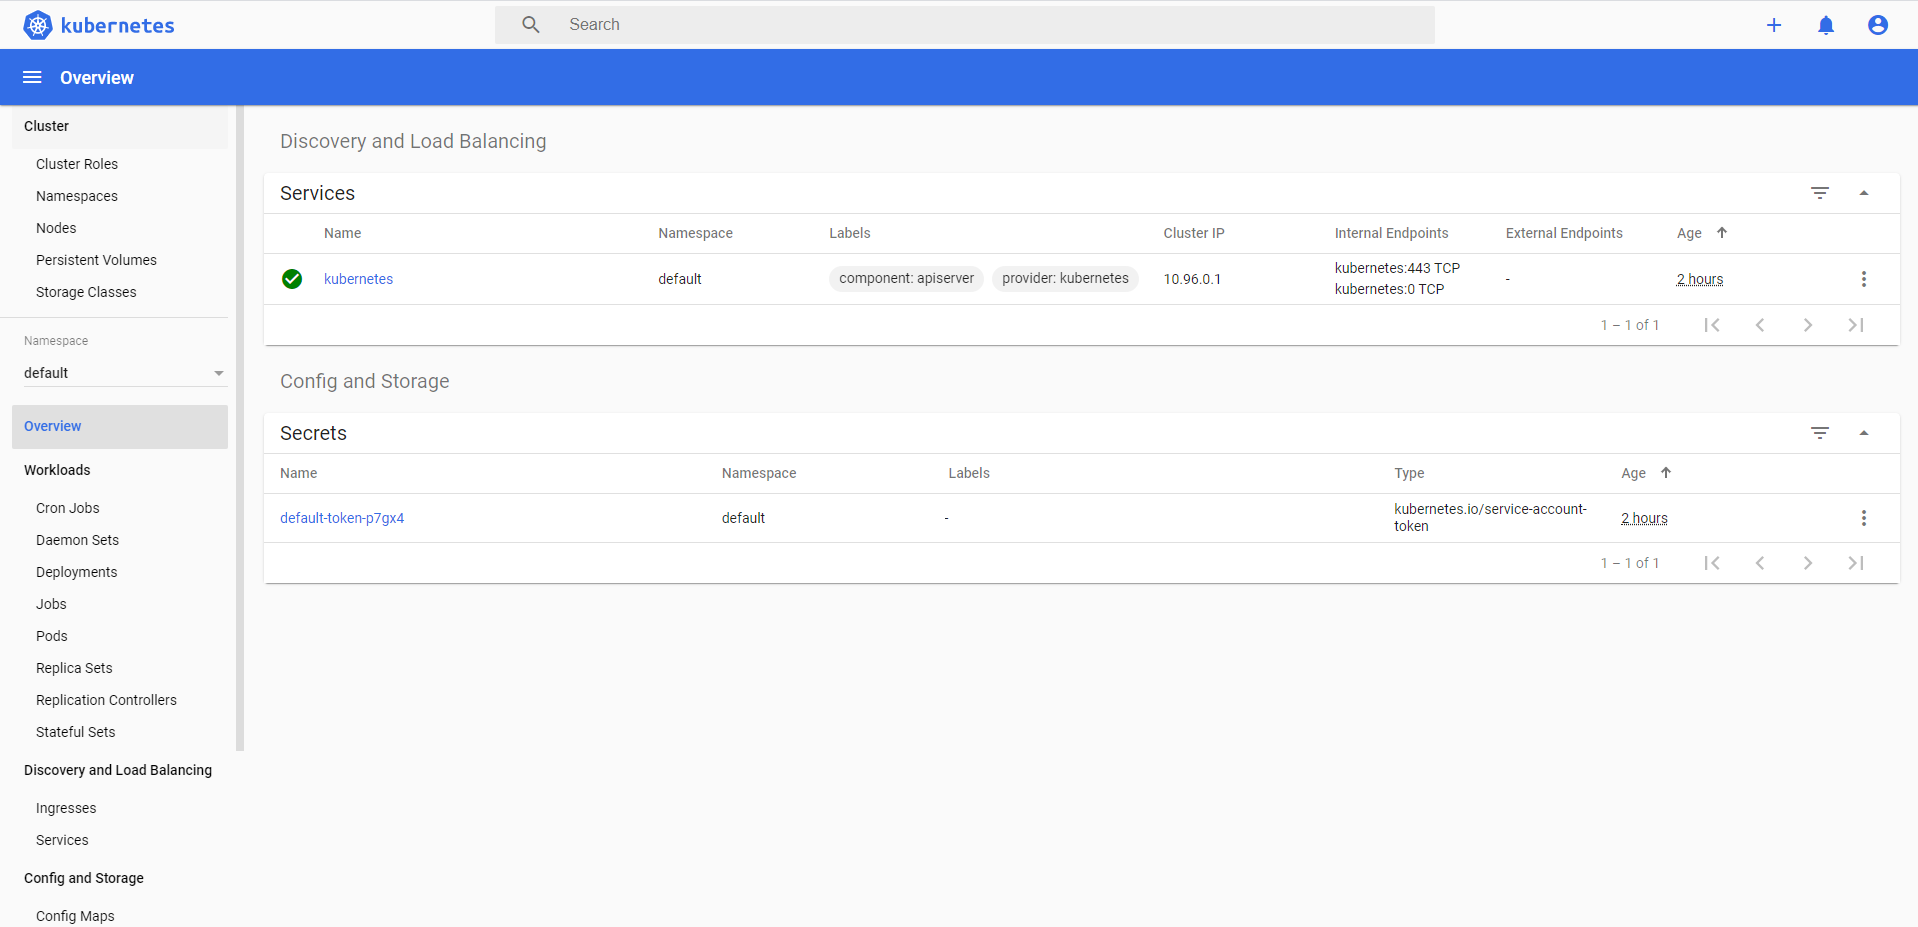 kubernetes
Search
Overview
Cluster
Cluster Roles
Namespaces
Nodes
Persistent Volumes
Storage Classes
Namespace
default
Overview
Workloads
Cron Jobs
Daemon Sets
Deployments
Jobs
Pods
Replica Sets
Replication Controllers
Stateful Sets
Discovery and Load Balancing
Ingresses
Services
Config and Storage
Config Maps
Discovery and Load Balancing
Services
Name Namespace Labels Cluster IP Internal Endpoints External Endpoints Age
kubernetes default component: apiserver provider: kubernetes 10.96.0.1 kubernetes:443 TCP - 2 hours
kubernetes:0 TCP
1 – 1 of 1
Config and Storage
Secrets
Name Namespace Labels Type Age
default-token-p7gx4 default - kubernetes.io/service-account- 2 hours
token
1 – 1 of 1